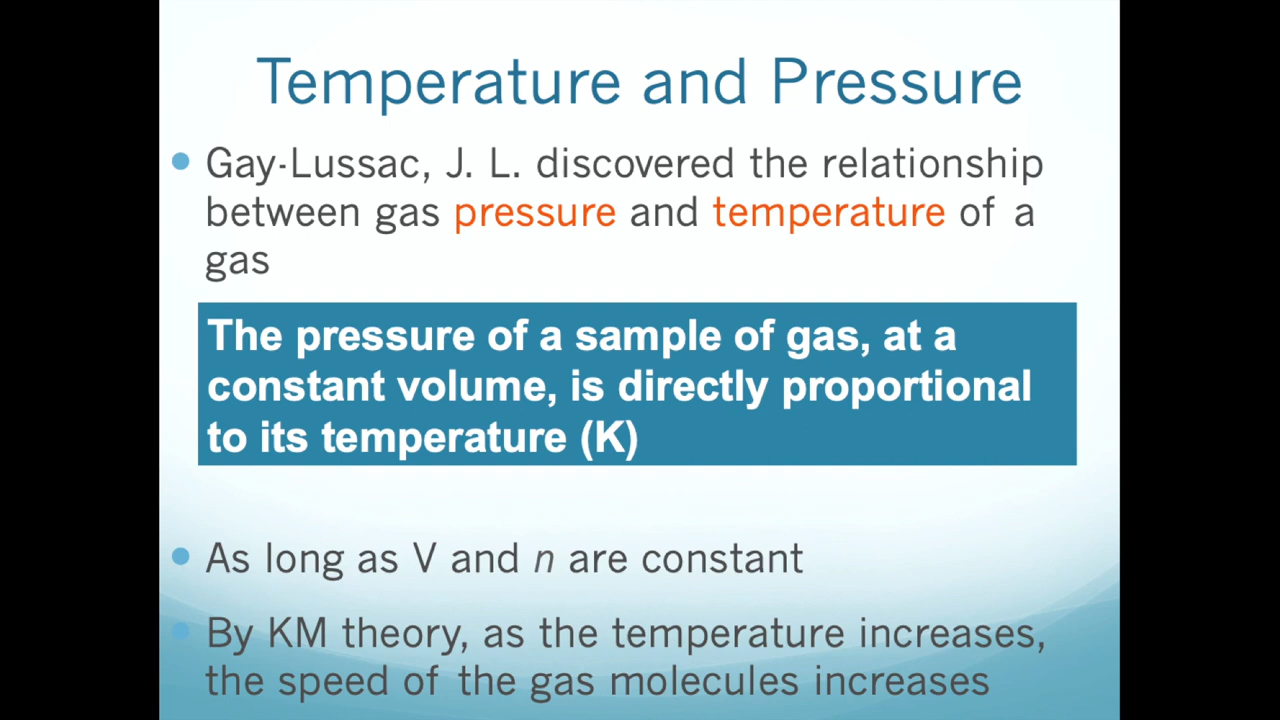 Temperature and Pressure
Gay-Lussac, J. L. discovered the relationship
between gas pressure and temperature of a
gas
The pressure of a sample of gas, at a
constant volume, is directly proportional
to its temperature (K)
As long as V and n are constant
By KM theory, as the temperature increases,
the speed of the gas molecules increases